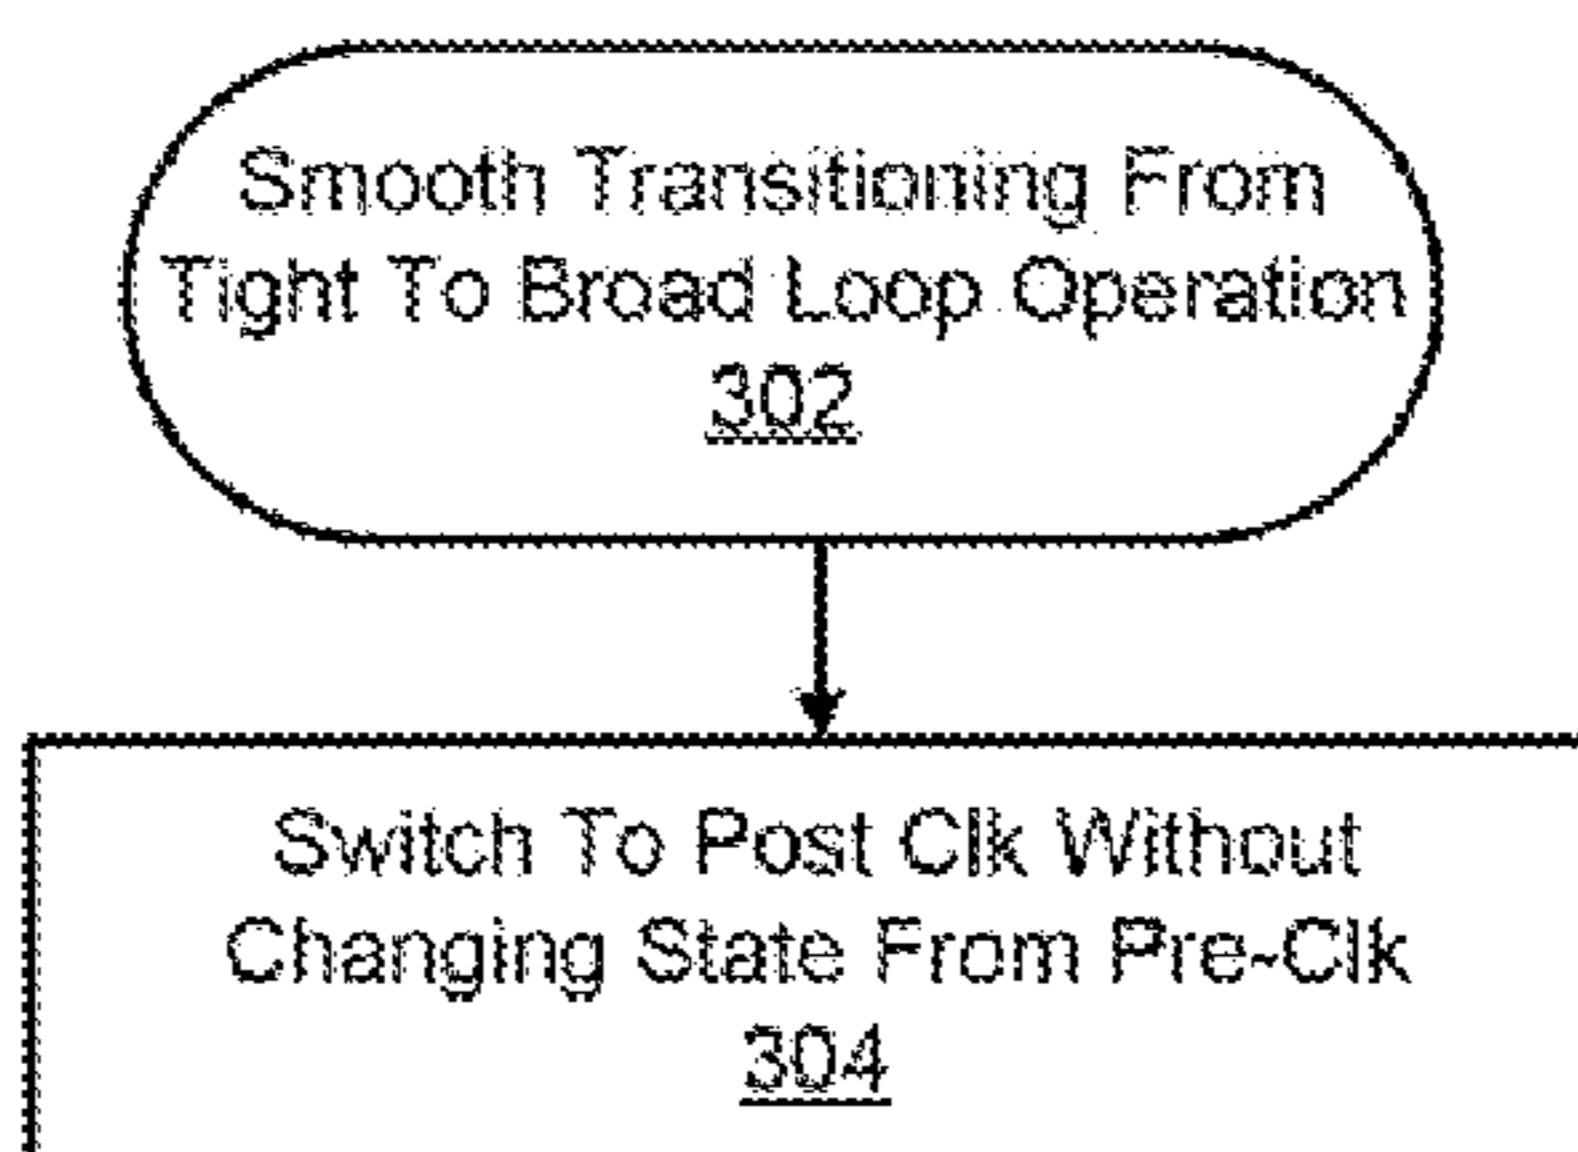 Smooth Transitioning From
Tight To Broad Loop Operation
302
Switch To Post Clk Without
Changing State From Pre-Clk
304